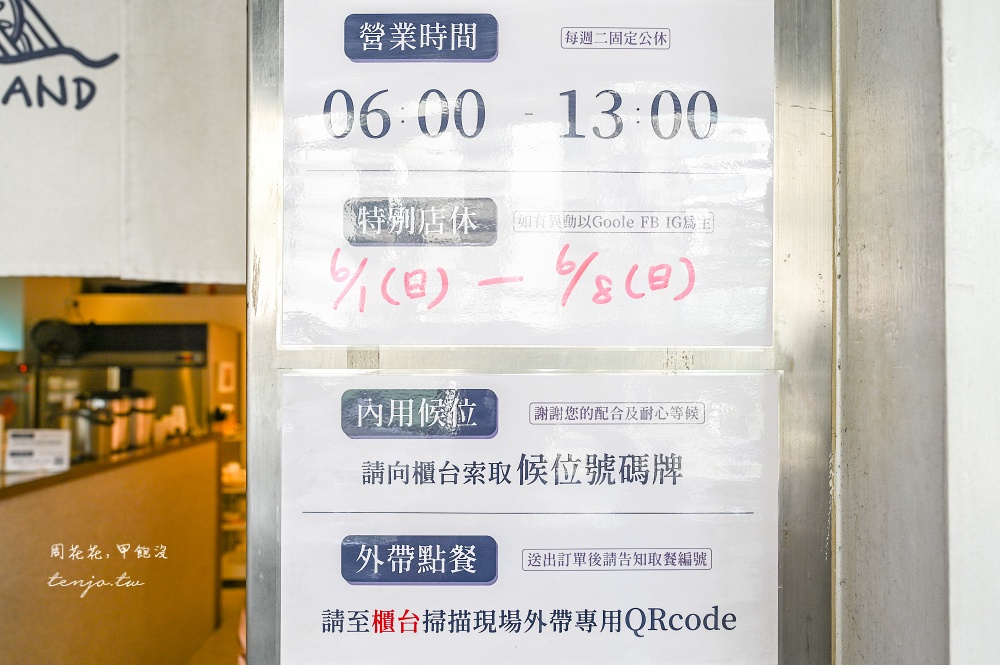 AND
營業時間 每週二固定公休
06:00 - 13:00
特別店休 如有異動以Goole FB IG為主
6/1(日) — 6/8(日)
內用候位 謝謝您的配合及耐心等候
請向櫃台索取候位號碼牌
外帶點餐 送出訂單後請告知取餐編號
請至櫃台掃描現場外帶專用QRcode
周花花,甲飽沒
tenjo.tw